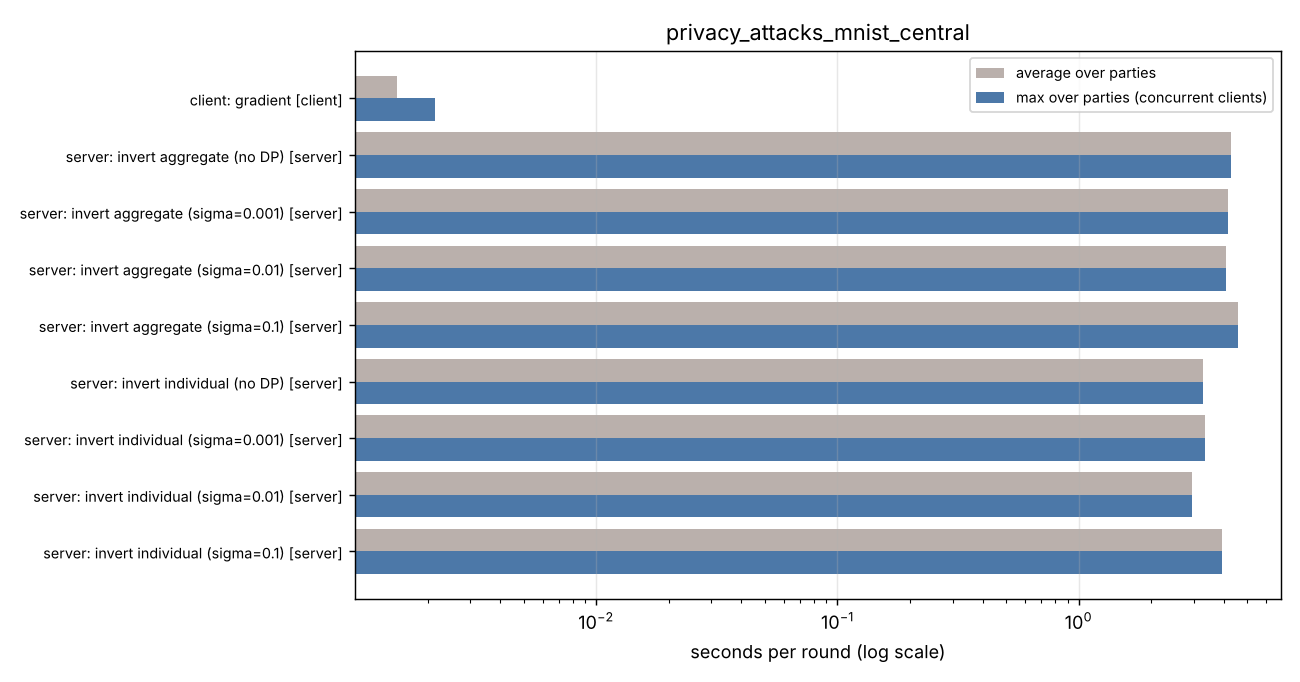 privacy_attacks_mnist_central
average over parties
max over parties (concurrent clients)
client: gradient [client]
server: invert aggregate (no DP) [server]
server: invert aggregate (sigma=0.001) [server]
server: invert aggregate (sigma=0.01) [server]
server: invert aggregate (sigma=0.1) [server]
server: invert individual (no DP) [server]
server: invert individual (sigma=0.001) [server]
server: invert individual (sigma=0.01) [server]
server: invert individual (sigma=0.1) [server]
10⁻² 10⁻¹ 10⁰
seconds per round (log scale)